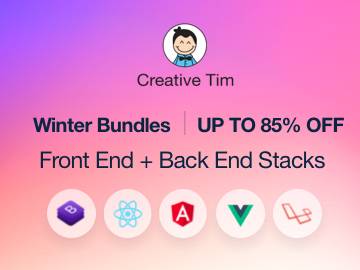 Creative Tim
Winter Bundles | UP TO 85% OFF
Front End + Back End Stacks
B
A